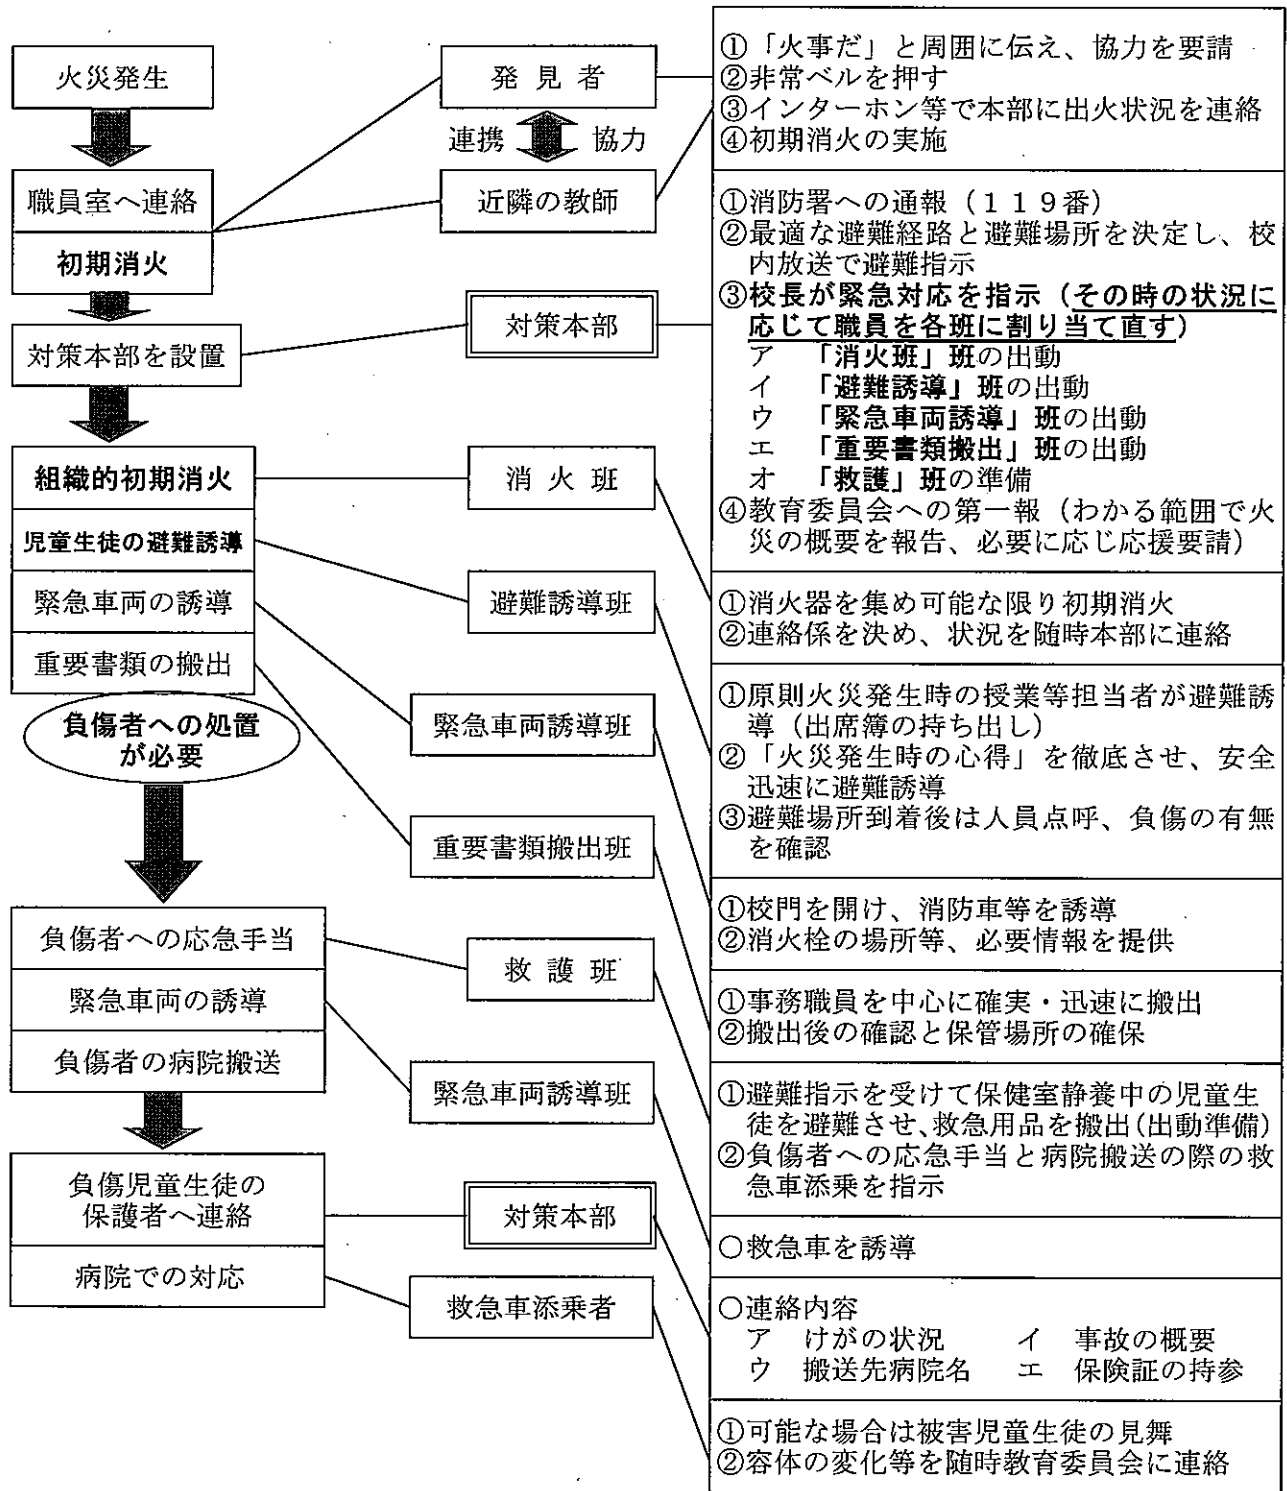 火災発生
職員室へ連絡
初期消火
対策本部を設置
組織的初期消火
児童生徒の避難誘導
緊急車両の誘導
重要書類の搬出
負傷者への処置
が必要
負傷者への応急手当
緊急車両の誘導
負傷者の病院搬送
負傷児童生徒の
保護者へ連絡
病院での対応
発見者
連携 協力
近隣の教師
対策本部
消火班
避難誘導班
緊急車両誘導班
重要書類搬出班
救護班
緊急車両誘導班
対策本部
救急車添乗者
①「火事だ」と周囲に伝え、協力を要請
②非常ベルを押す
③インターホン等で本部に出火状況を連絡
④初期消火の実施
①消防署への通報（１１９番）
②最適な避難経路と避難場所を決定し、校
内放送で避難指示
③校長が緊急対応を指示（その時の状況に
応じて職員を各班に割り当て直す）
ア 「消火班」班の出動
イ 「避難誘導」班の出動
ウ 「緊急車両誘導」班の出動
エ 「重要書類搬出」班の出動
オ 「救護」班の準備
④教育委員会への第一報（わかる範囲で火
災の概要を報告、必要に応じ応援要請）
①消火器を集め可能な限り初期消火
②連絡係を決め、状況を随時本部に連絡
①原則火災発生時の授業等担当者が避難誘
導（出席簿の持ち出し）
②「火災発生時の心得」を徹底させ、安全
迅速に避難誘導
③避難場所到着後は人員点呼、負傷の有無
を確認
①校門を開け、消防車等を誘導
②消火栓の場所等、必要情報を提供
①事務職員を中心に確実・迅速に搬出
②搬出後の確認と保管場所の確保
①避難指示を受けて保健室静養中の児童生
徒を避難させ、救急用品を搬出（出動準備）
②負傷者への応急手当と病院搬送の際の救
急車添乗を指示
○救急車を誘導
○連絡内容
ア けがの状況 イ 事故の概要
ウ 搬送先病院名 エ 保険証の持参
①可能な場合は被害児童生徒の見舞
②容体の変化等を随時教育委員会に連絡